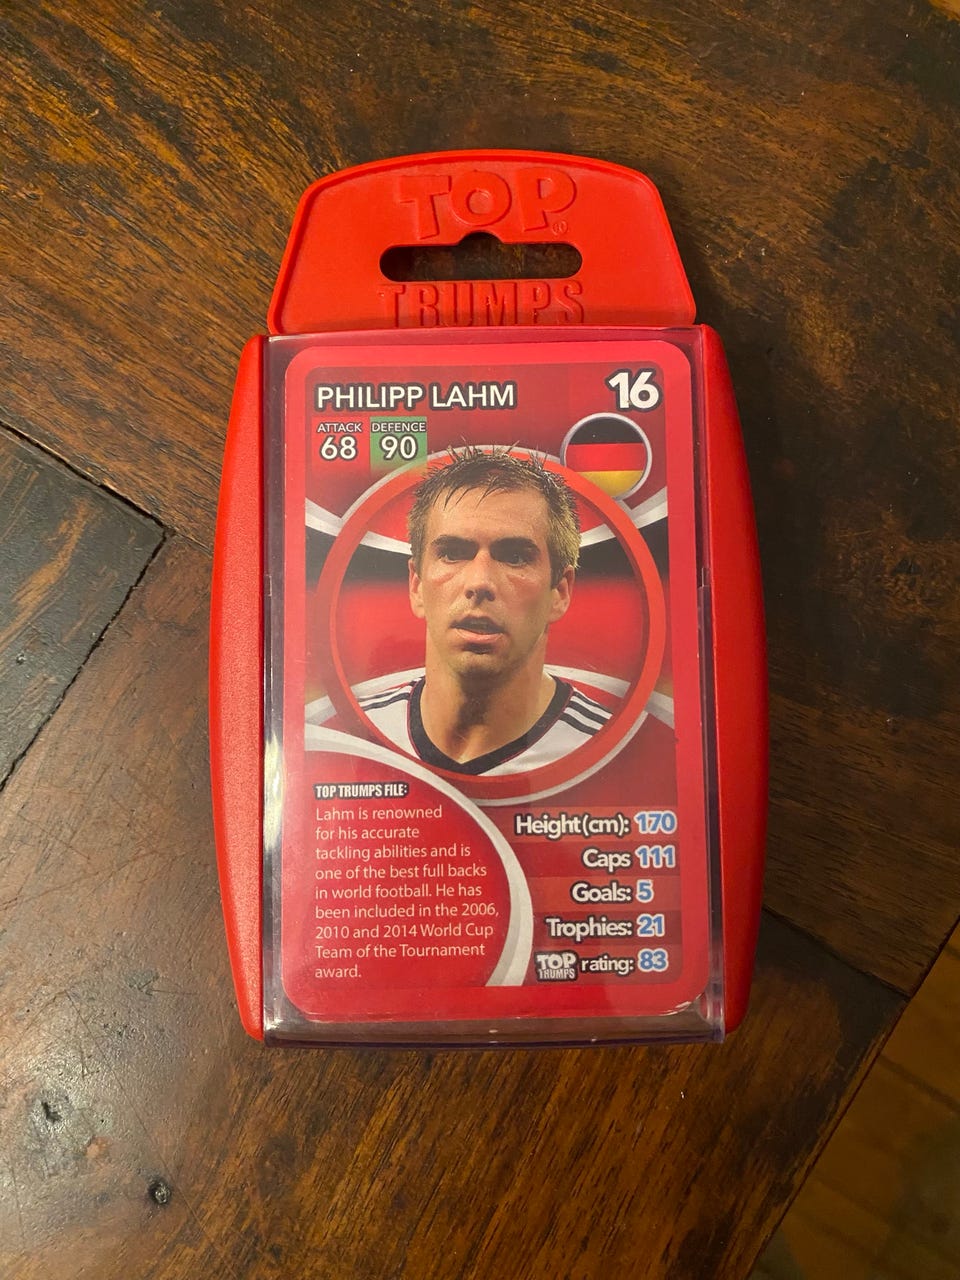 TOP®
TRUMPS
PHILIPP LAHM
16
ATTACK DEFENCE
68 90
TOP TRUMPS FILE:
Lahm is renowned
for his accurate
tackling abilities and is
one of the best full backs
in world football. He has
been included in the 2006,
2010 and 2014 World Cup
Team of the Tournament
award.
Height(cm): 170
Caps 111
Goals: 5
Trophies: 21
TOP TRUMPS rating: 83